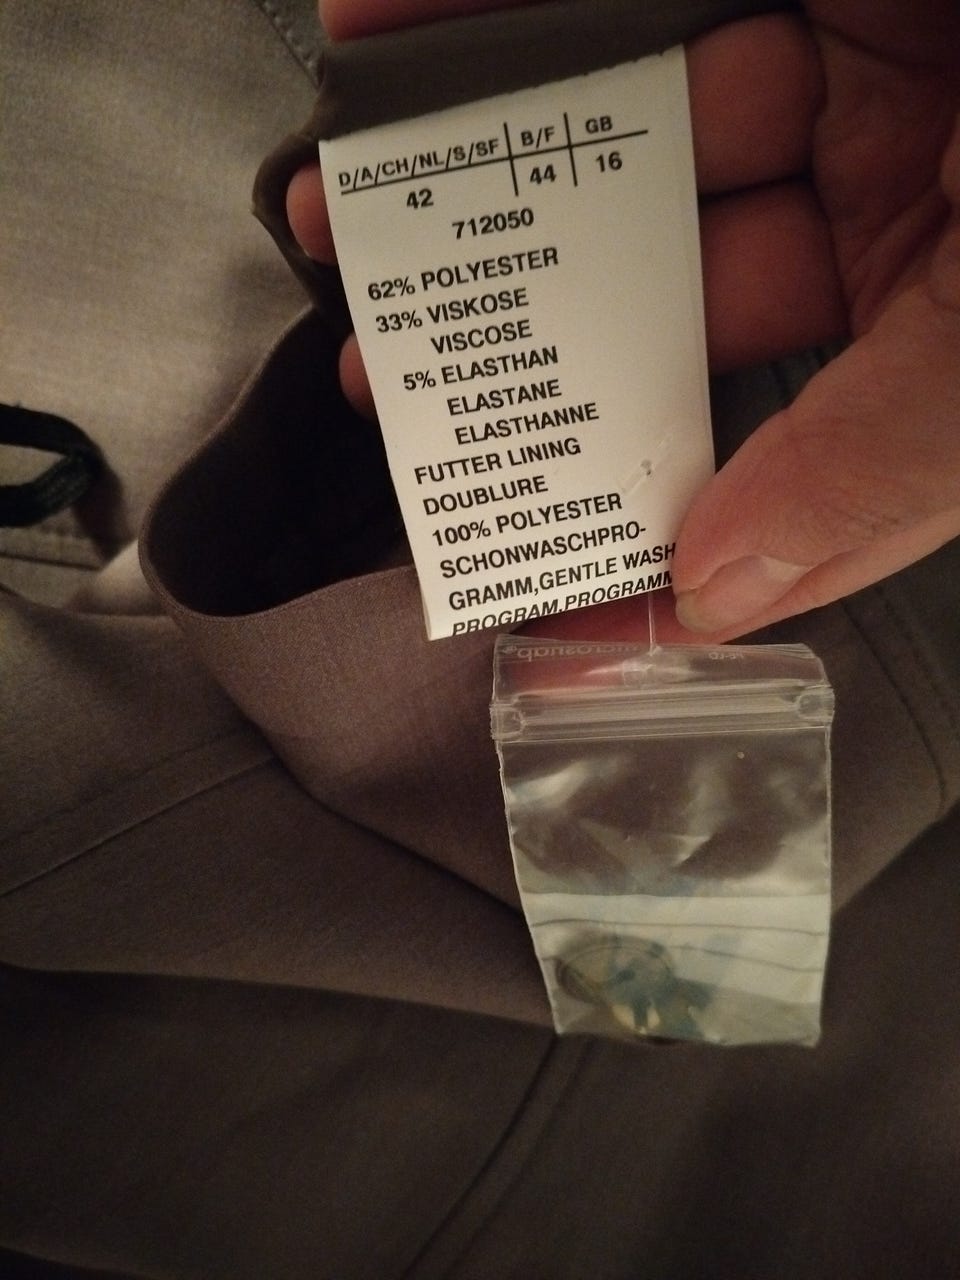 D/A/CH/NL/S/SF B/F GB
42 44 16
712050
62% POLYESTER
33% VISKOSE
VISCOSE
5% ELASTHAN
ELASTANE
ELASTHANNE
FUTTER LINING
DOUBLURE
100% POLYESTER
SCHONWASCHPRO-
GRAMM,GENTLE WASH
PROGRAM,PROGRAMM